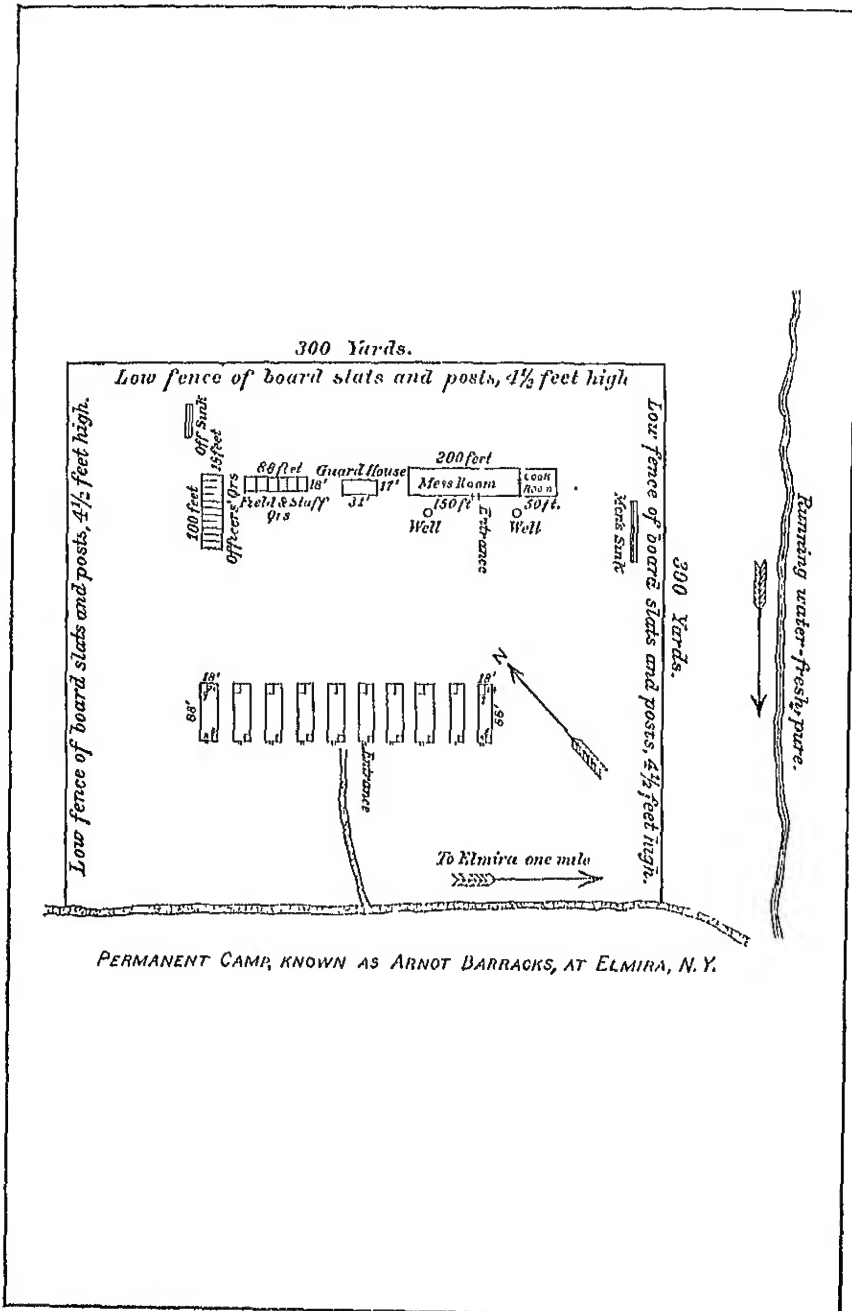 300 Yards.
Low fence of board slats and posts, 4½ feet high
Low fence of board slats and posts, 4½ feet high.
Off Sink
16 feet
100 feet
Officers' Qrs
88 feet
18'
Field & Staff
Qrs
Guard House
17'
31'
200 feet
Mess Room
Cook
Room
150 ft
50 ft.
Well
Entrance
Well
Men's Sink
Low fence of board slats and posts, 4½ feet high.
300 Yards.
Running water-fresh, pure.
N
18'
88'
18'
88'
Entrance
To Elmira one mile
PERMANENT CAMP, KNOWN AS ARNOT BARRACKS, AT ELMIRA, N.Y.